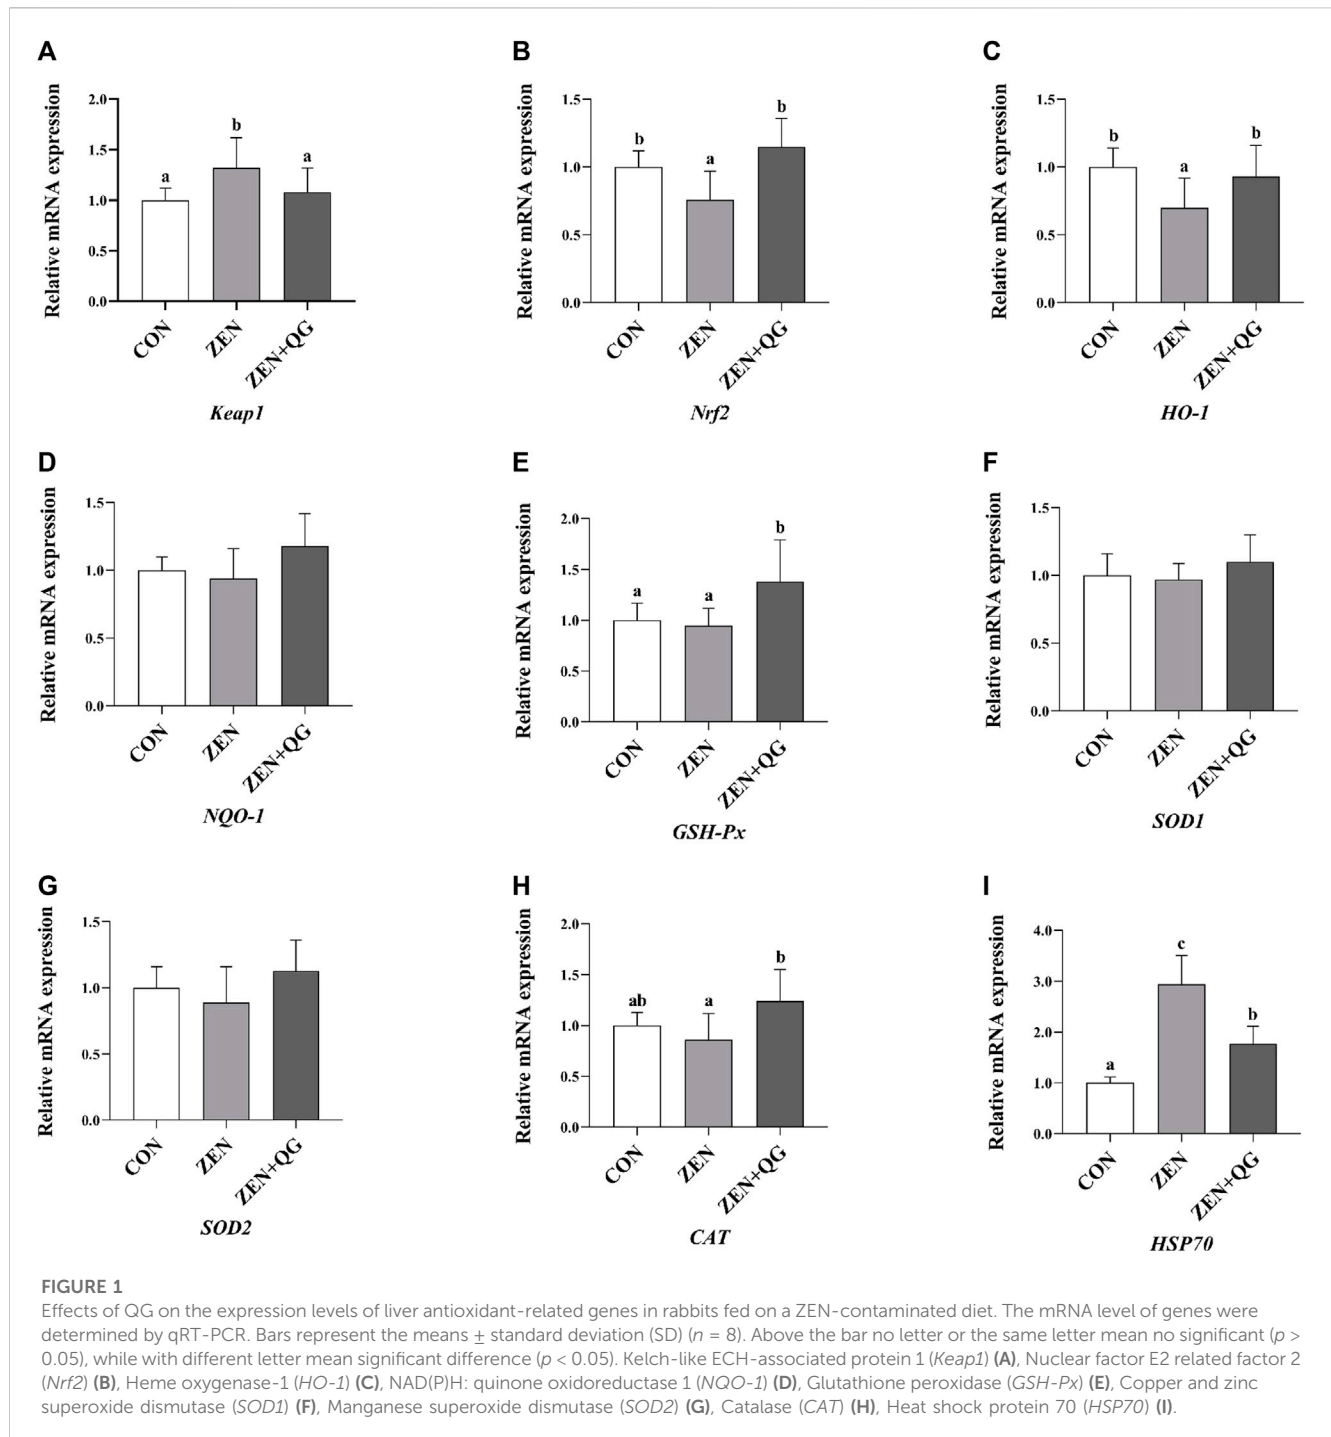 A
Relative mRNA expression
2.0
1.5
1.0
0.5
0.0
a
b
a
CON
ZEN
ZEN+QG
Keap1
B
Relative mRNA expression
1.5
1.0
0.5
0.0
b
a
b
CON
ZEN
ZEN+QG
Nrf2
C
Relative mRNA expression
1.5
1.0
0.5
0.0
b
a
b
CON
ZEN
ZEN+QG
HO-1
D
Relative mRNA expression
1.5
1.0
0.5
0.0
CON
ZEN
ZEN+QG
NQO-1
E
Relative mRNA expression
2.0
1.5
1.0
0.5
0.0
a
a
b
CON
ZEN
ZEN+QG
GSH-Px
F
Relative mRNA expression
1.5
1.0
0.5
0.0
CON
ZEN
ZEN+QG
SOD1
G
Relative mRNA expression
1.5
1.0
0.5
0.0
CON
ZEN
ZEN+QG
SOD2
H
Relative mRNA expression
2.0
1.5
1.0
0.5
0.0
ab
a
b
CON
ZEN
ZEN+QG
CAT
I
Relative mRNA expression
4.0
3.0
2.0
1.0
0.0
a
c
b
CON
ZEN
ZEN+QG
HSP70
FIGURE 1
Effects of QG on the expression levels of liver antioxidant-related genes in rabbits fed on a ZEN-contaminated diet. The mRNA level of genes were
determined by qRT-PCR. Bars represent the means ± standard deviation (SD) (n = 8). Above the bar no letter or the same letter mean no significant (p >
0.05), while with different letter mean significant difference (p < 0.05). Kelch-like ECH-associated protein 1 (Keap1) (A), Nuclear factor E2 related factor 2
(Nrf2) (B), Heme oxygenase-1 (HO-1) (C), NAD(P)H: quinone oxidoreductase 1 (NQO-1) (D), Glutathione peroxidase (GSH-Px) (E), Copper and zinc
superoxide dismutase (SOD1) (F), Manganese superoxide dismutase (SOD2) (G), Catalase (CAT) (H), Heat shock protein 70 (HSP70) (I).